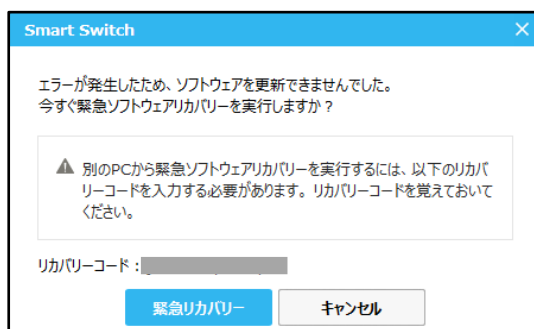 Smart Switch
エラーが発生したため、ソフトウェアを更新できませんでした。
今すぐ緊急ソフトウェアリカバリーを実行しますか？
別のPCから緊急ソフトウェアリカバリーを実行するには、以下のリカバ
リーコードを入力する必要があります。リカバリーコードを覚えておいて
ください。
リカバリーコード：
緊急リカバリー
キャンセル